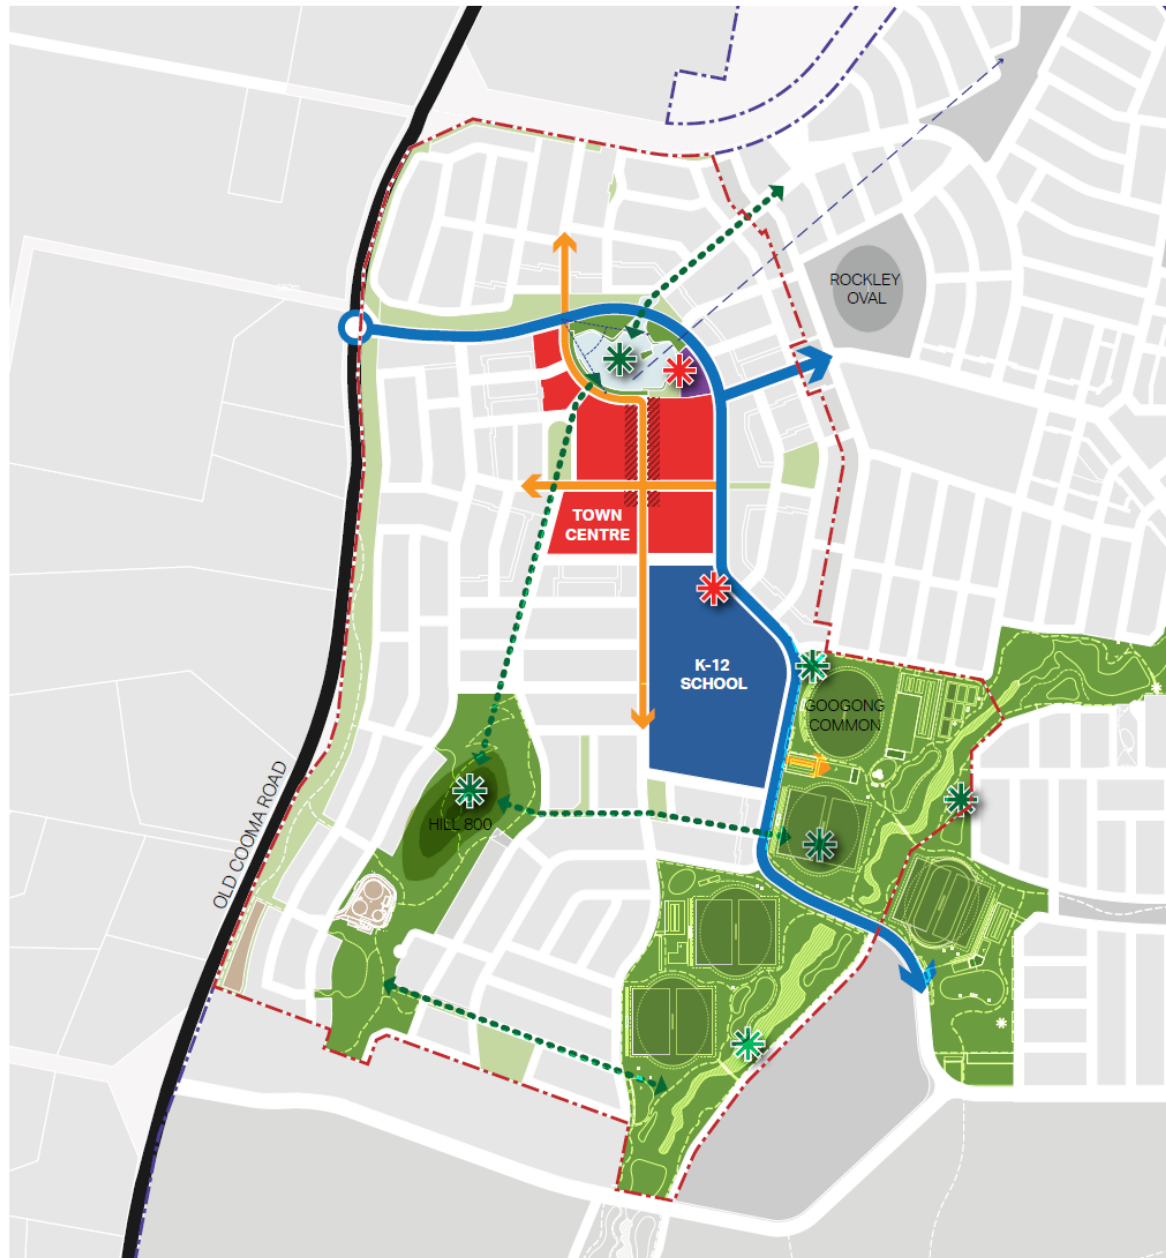 ROCKLEY
OVAL
TOWN
CENTRE
K-12
SCHOOL
GOOGONG
COMMON
HILL 800
OLD COOMA ROAD